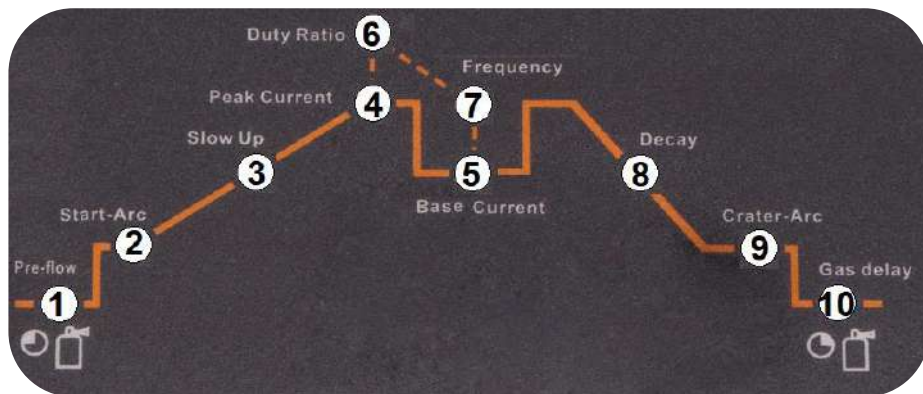 Duty Ratio
6
Frequency
Peak Current
4
7
Slow Up
3
5
Decay
8
Base Current
Start-Arc
2
Crater-Arc
9
Pre-flow
1
Gas delay
10